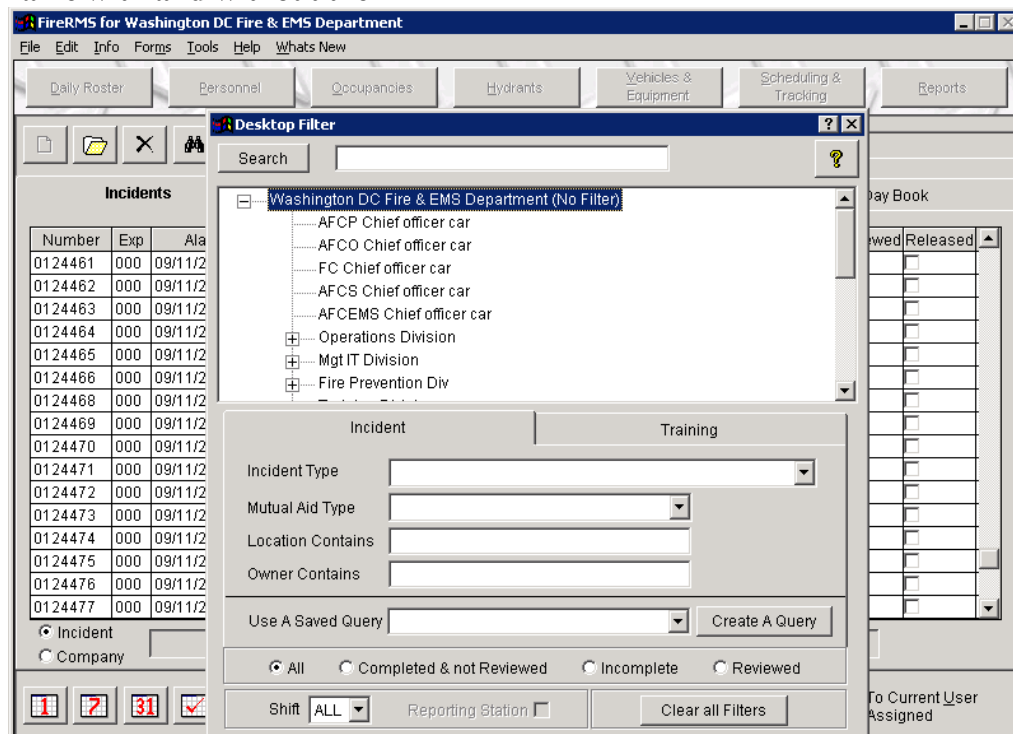 FireRMS for Washington DC Fire & EMS Department
File Edit Info Forms Tools Help Whats New
Daily Roster Personnel Occupancies Hydrants Vehicles & Equipment Scheduling & Tracking Reports
Desktop Filter
Search
Incidents
Day Book
Washington DC Fire & EMS Department (No Filter)
AFCP Chief officer car
AFCO Chief officer car
FC Chief officer car
AFCS Chief officer car
AFCEMS Chief officer car
Operations Division
Mgt IT Division
Fire Prevention Div
Number Exp Ala
ewed Released
0124461 000 09/11/2
0124462 000 09/11/2
0124463 000 09/11/2
0124464 000 09/11/2
0124465 000 09/11/2
0124466 000 09/11/2
0124468 000 09/11/2
0124469 000 09/11/2
0124470 000 09/11/2
0124471 000 09/11/2
0124472 000 09/11/2
0124473 000 09/11/2
0124474 000 09/11/2
0124475 000 09/11/2
0124476 000 09/11/2
0124477 000 09/11/2
Incident Training
Incident Type
Mutual Aid Type
Location Contains
Owner Contains
Use A Saved Query Create A Query
All Completed & not Reviewed Incomplete Reviewed
Shift ALL Reporting Station Clear all Filters
Incident
Company
1 7 31
To Current User
Assigned